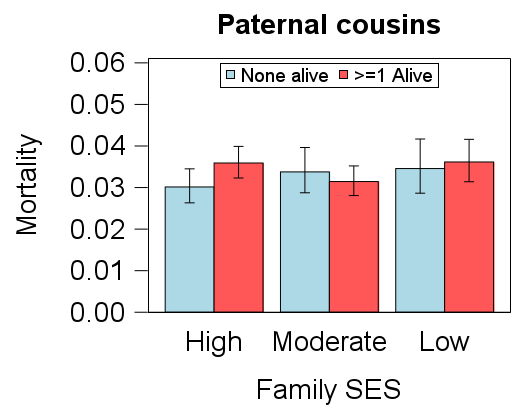 Paternal cousins
None alive >=1 Alive
0.06
0.05
0.04
0.03
0.02
0.01
0.00
Mortality
High Moderate Low
Family SES